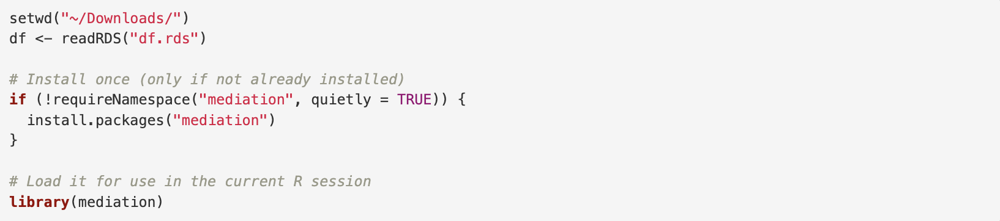 setwd("~/Downloads/")
df <- readRDS("df.rds")
# Install once (only if not already installed)
if (!requireNamespace("mediation", quietly = TRUE)) {
  install.packages("mediation")
}
# Load it for use in the current R session
library(mediation)